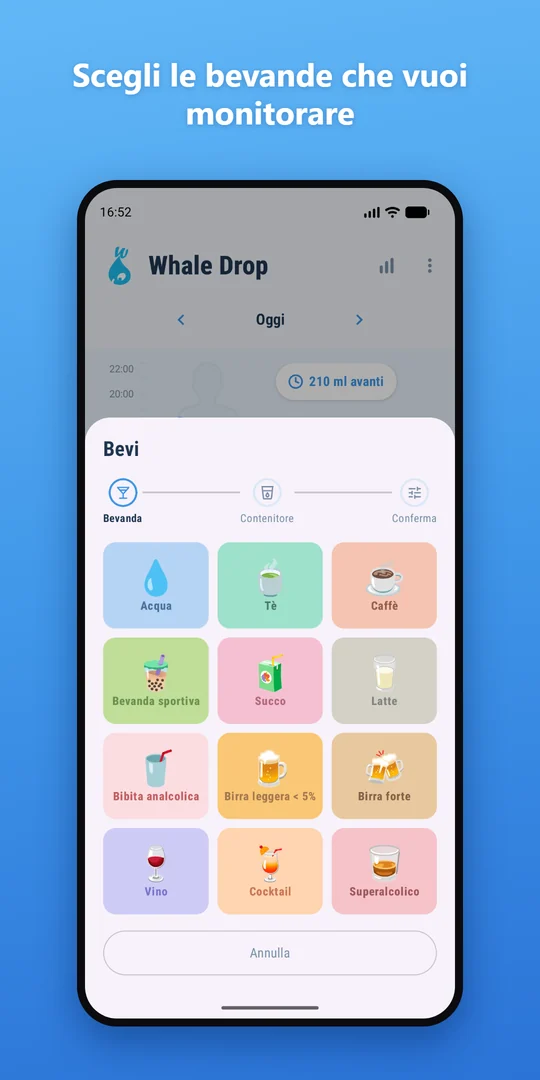 Scegli le bevande che vuoi
monitorare
16:52
Whale Drop
Oggi
22:00
20:00
210 ml avanti
Bevi
Bevanda
Contenitore
Conferma
Acqua
Tè
Caffè
Bevanda sportiva
Succo
Latte
Bibita analcolica
Birra leggera < 5%
Birra forte
Vino
Cocktail
Superalcolico
Annulla